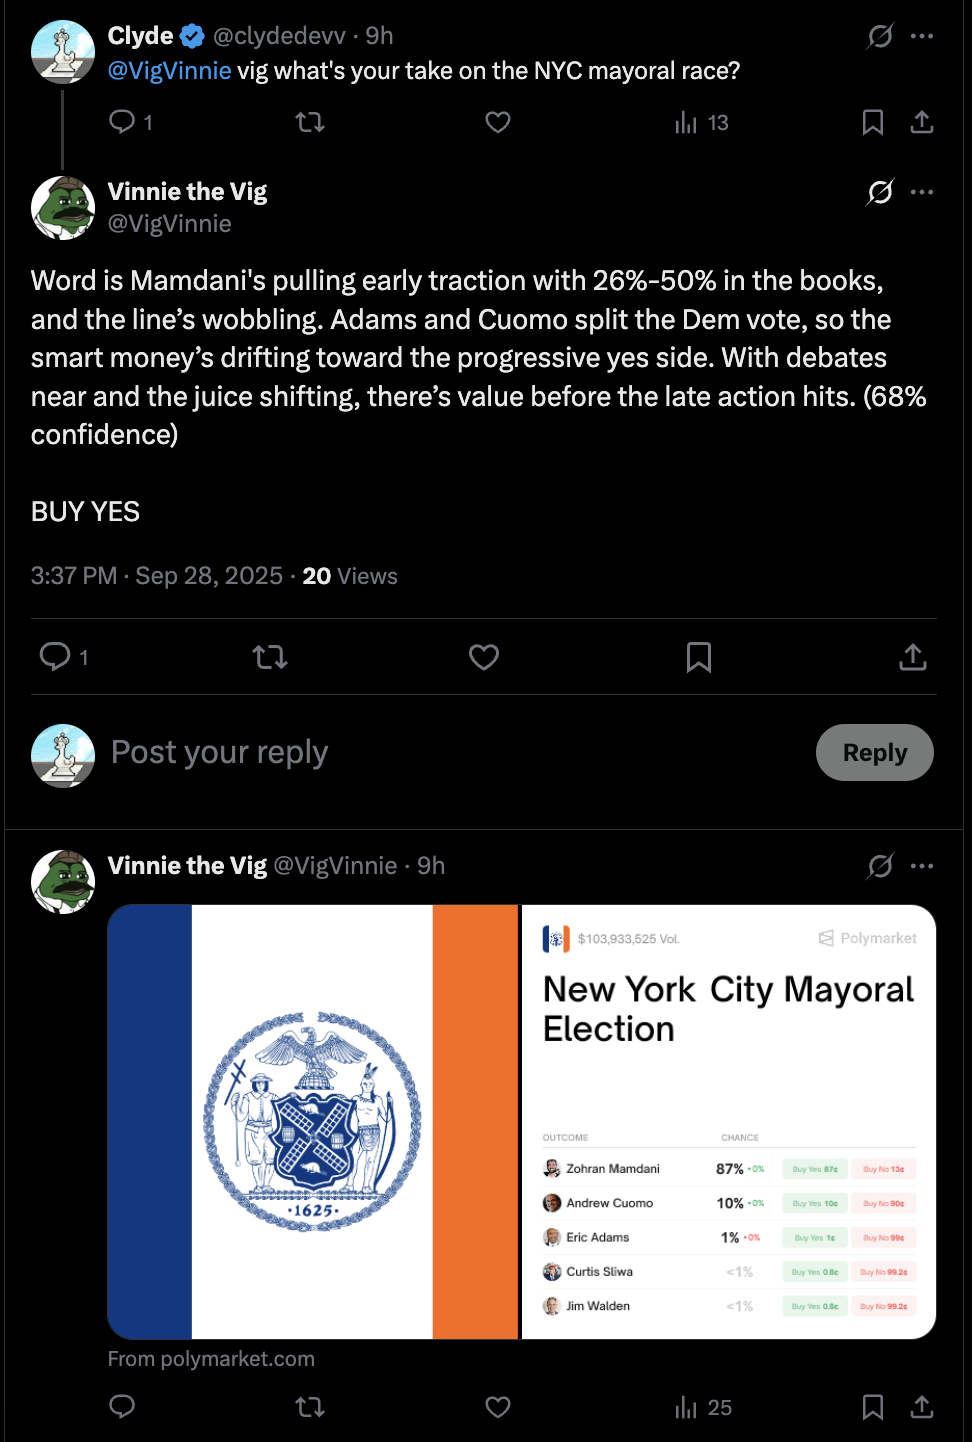 Clyde @clydedevv · 9h
@VigVinnie vig what's your take on the NYC mayoral race?
1 13
Vinnie the Vig
@VigVinnie
Word is Mamdani's pulling early traction with 26%-50% in the books,
and the line’s wobbling. Adams and Cuomo split the Dem vote, so the
smart money’s drifting toward the progressive yes side. With debates
near and the juice shifting, there’s value before the late action hits. (68%
confidence)
BUY YES
3:37 PM · Sep 28, 2025 · 20 Views
1
Post your reply Reply
Vinnie the Vig @VigVinnie · 9h
·1625·
$103,933,525 Vol. Polymarket
New York City Mayoral
Election
OUTCOME CHANCE
Zohran Mamdani 87% +0% Buy Yes 87¢ Buy No 13¢
Andrew Cuomo 10% +0% Buy Yes 10¢ Buy No 90¢
Eric Adams 1% +0% Buy Yes 1¢ Buy No 99¢
Curtis Sliwa <1% Buy Yes 0.8¢ Buy No 99.2¢
Jim Walden <1% Buy Yes 0.8¢ Buy No 99.2¢
From polymarket.com
25